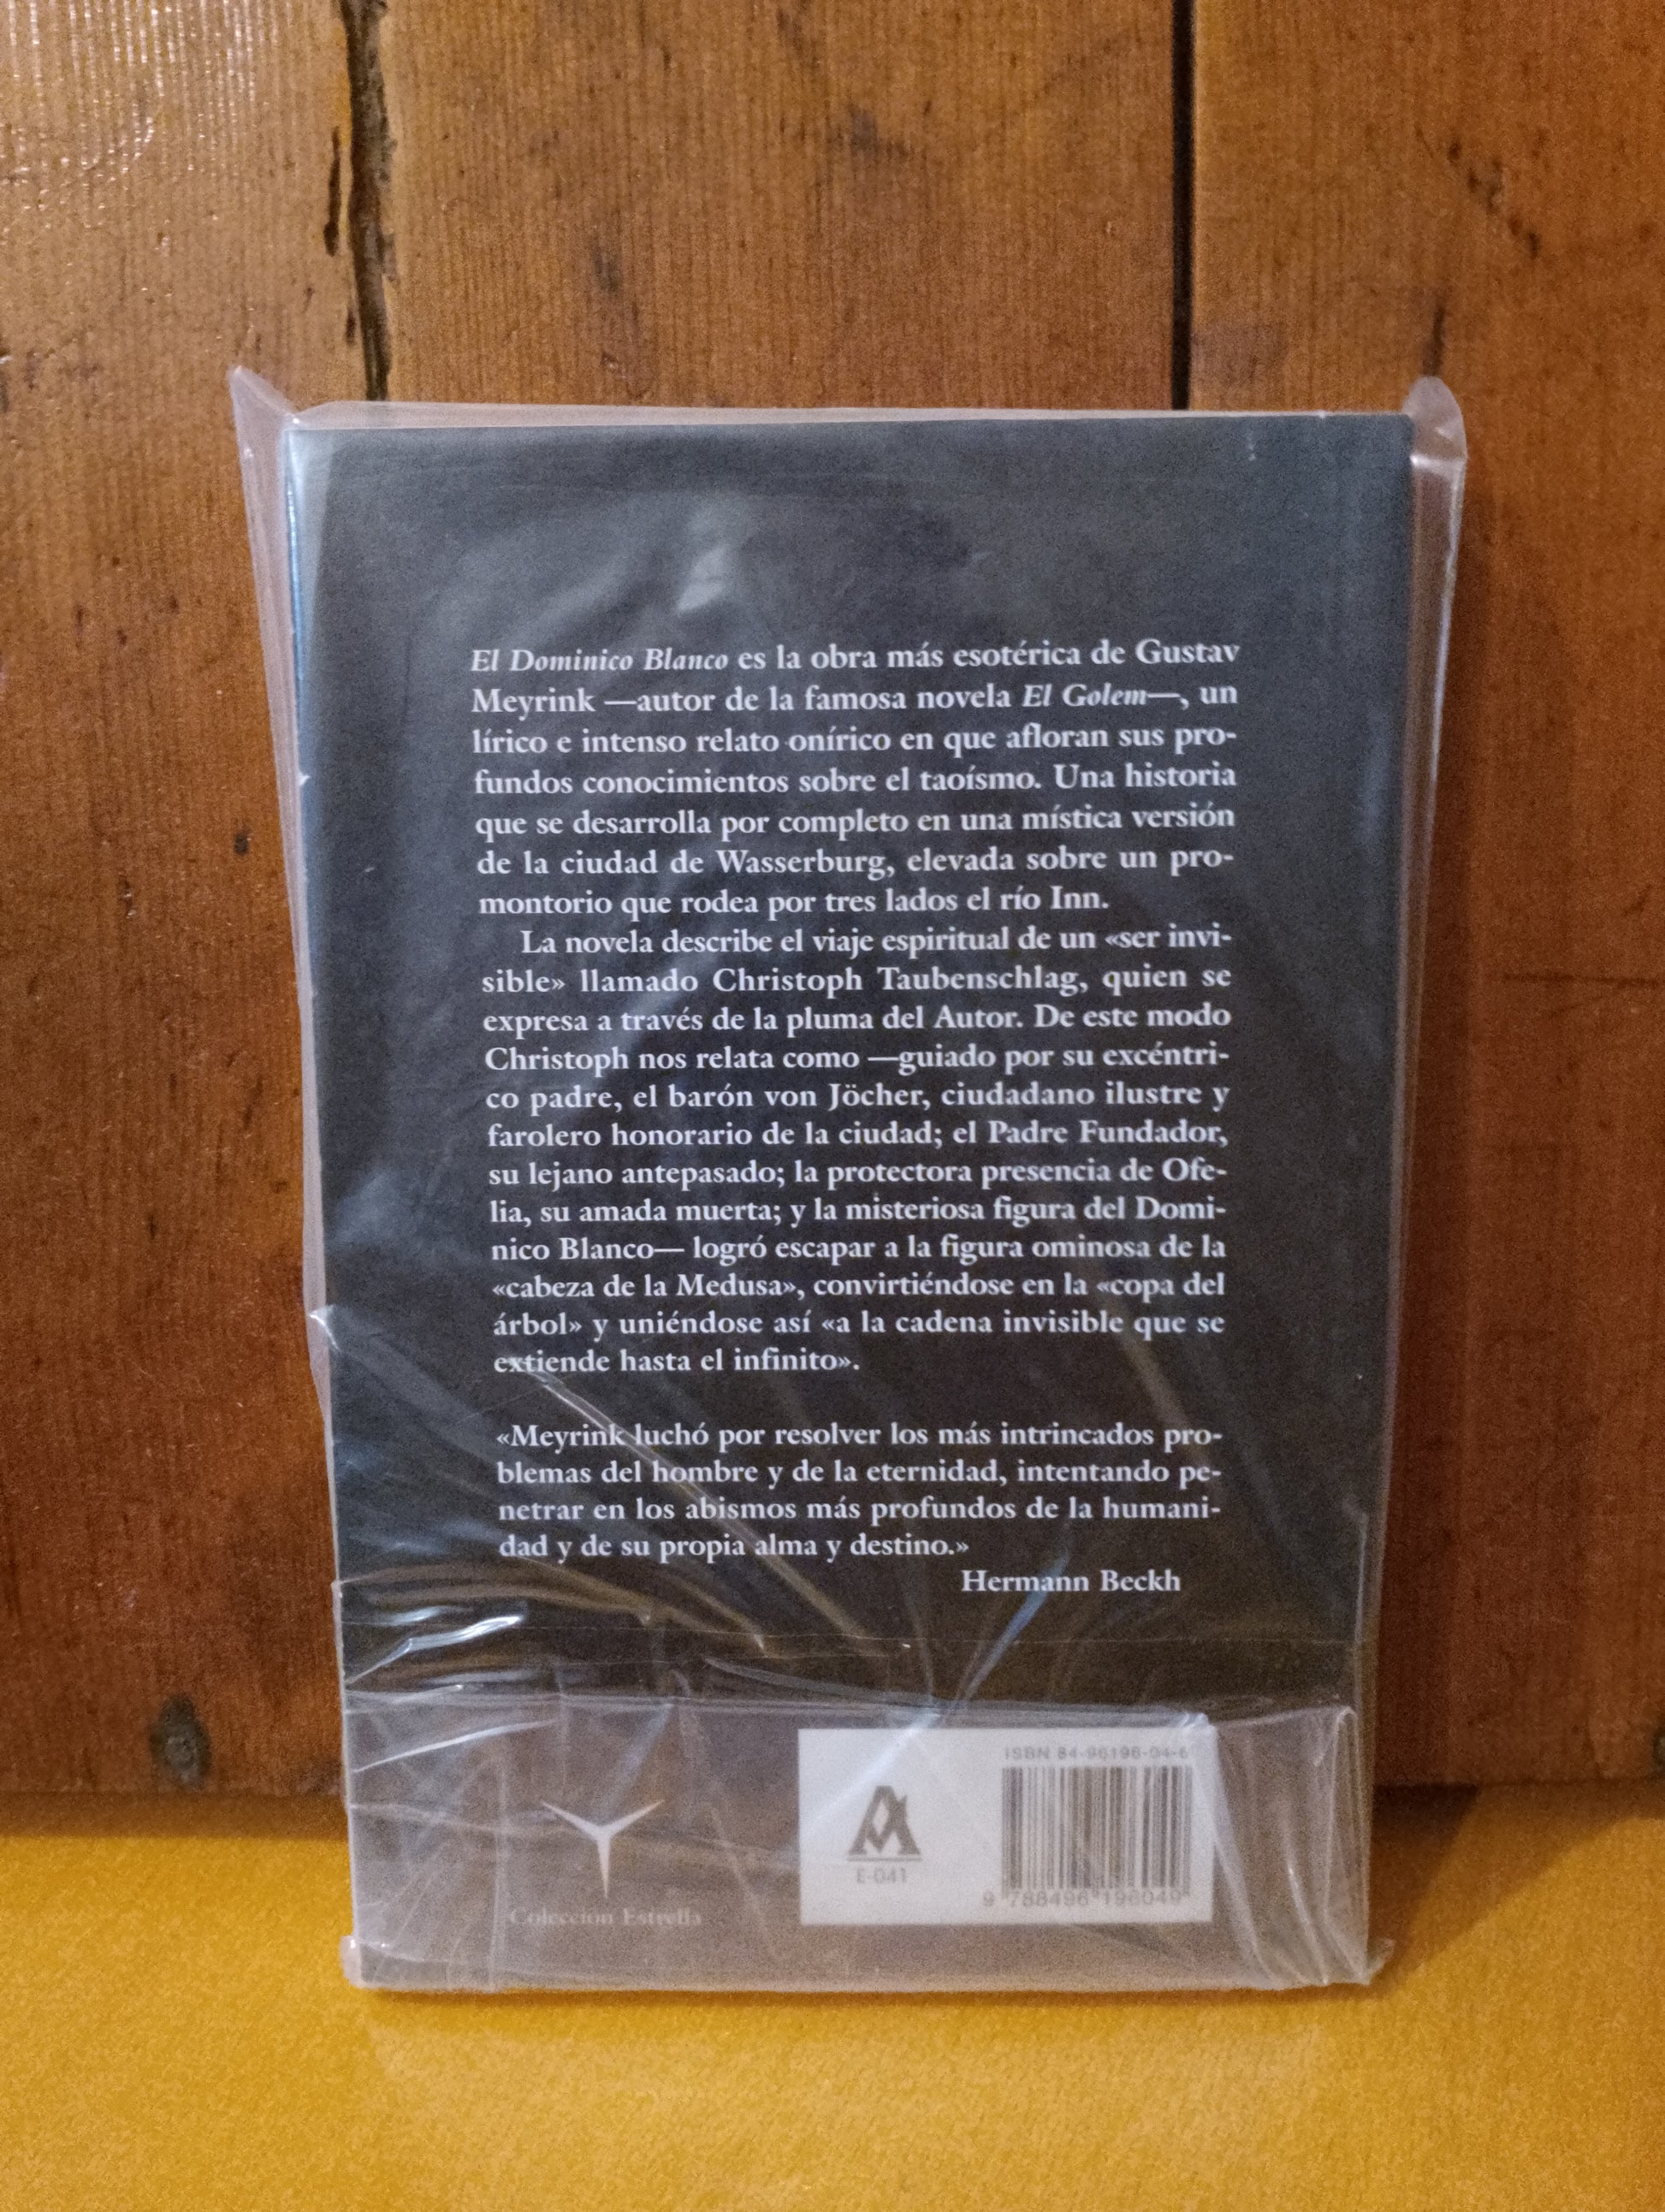 El Dominico Blanco es la obra más esotérica de Gustav
Meyrink —autor de la famosa novela El Golem—, un
lírico e intenso relato onírico en que afloran sus pro-
fundos conocimientos sobre el taoísmo. Una historia
que se desarrolla por completo en una mística versión
de la ciudad de Wasserburg, elevada sobre un pro-
montorio que rodea por tres lados el río Inn.
La novela describe el viaje espiritual de un «ser invi-
sible» llamado Christoph Taubenschlag, quien se
expresa a través de la pluma del Autor. De este modo
Christoph nos relata como —guiado por su excéntri-
co padre, el barón von Jöcher, ciudadano ilustre y
farolero honorario de la ciudad; el Padre Fundador,
su lejano antepasado; la protectora presencia de Ofe-
lia, su amada muerta; y la misteriosa figura del Domi-
nico Blanco— logró escapar a la figura ominosa de la
«cabeza de la Medusa», convirtiéndose en la «copa del
árbol» y uniéndose así «a la cadena invisible que se
extiende hasta el infinito».
«Meyrink luchó por resolver los más intrincados pro-
blemas del hombre y de la eternidad, intentando pe-
netrar en los abismos más profundos de la humani-
dad y de su propia alma y destino.»
Hermann Beckh
ISBN 84-96196-04-6
E-041
9 788496 196049
Colección Estrella